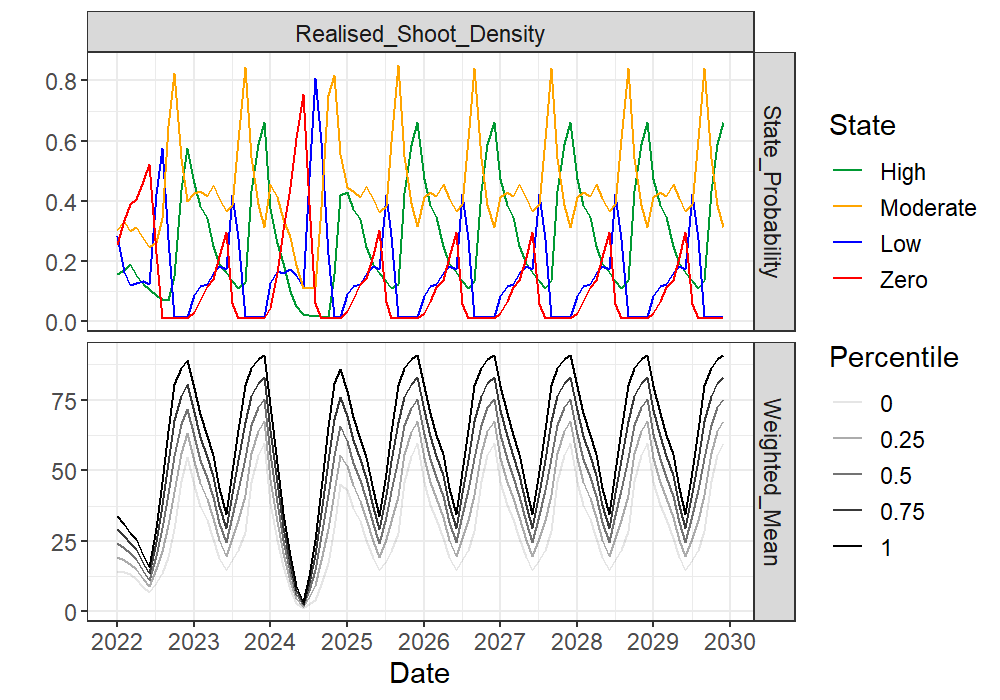 Realised_Shoot_Density
0.8
0.6
0.4
0.2
0.0
State_Probability
75
50
25
0
Weighted_Mean
2022 2023 2024 2025 2026 2027 2028 2029 2030
Date
State
High
Moderate
Low
Zero
Percentile
0
0.25
0.5
0.75
1